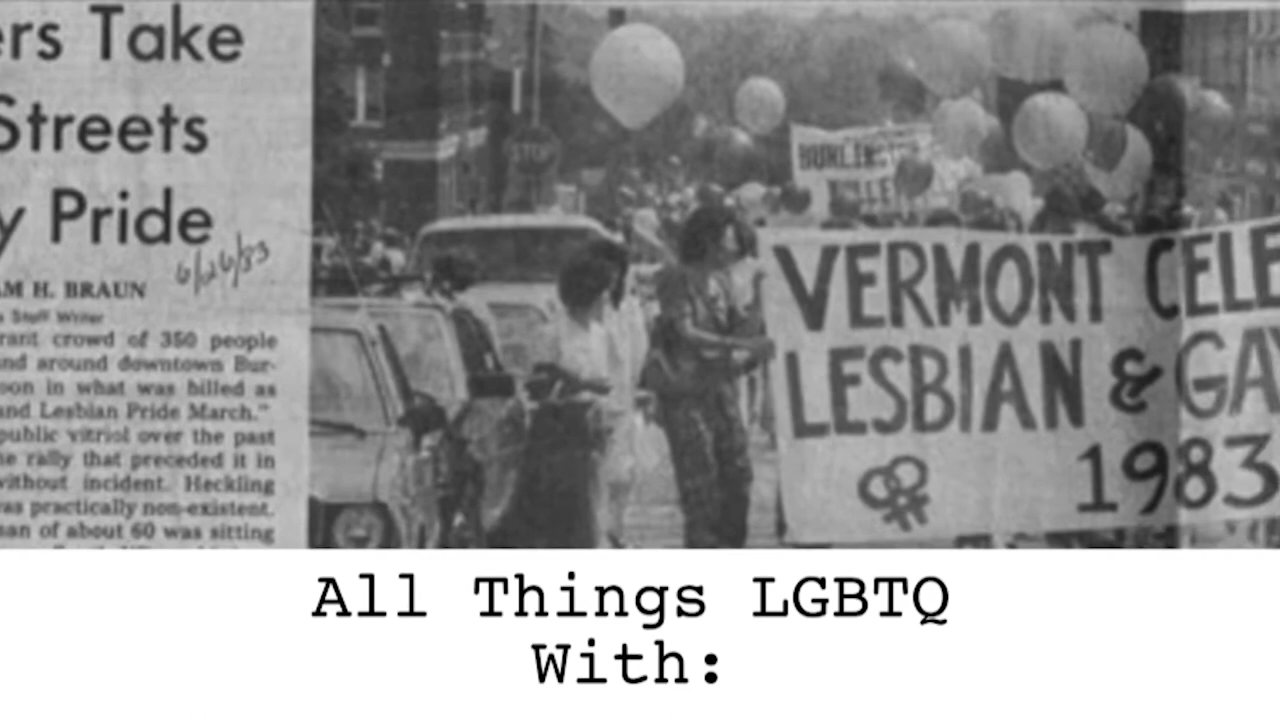 ers Take
Streets
y Pride
6/26/83
AM H. BRAUN
s Staff Writer
rant crowd of 350 people
and around downtown Bur-
oon in what was billed as
and Lesbian Pride March."
public vitriol over the past
he rally that preceded it in
without incident. Heckling
was practically non-existent.
man of about 60 was sitting
STOP
BURLINGTON
VERMONT CELE
LESBIAN & GAY
1983
All Things LGBTQ
With: